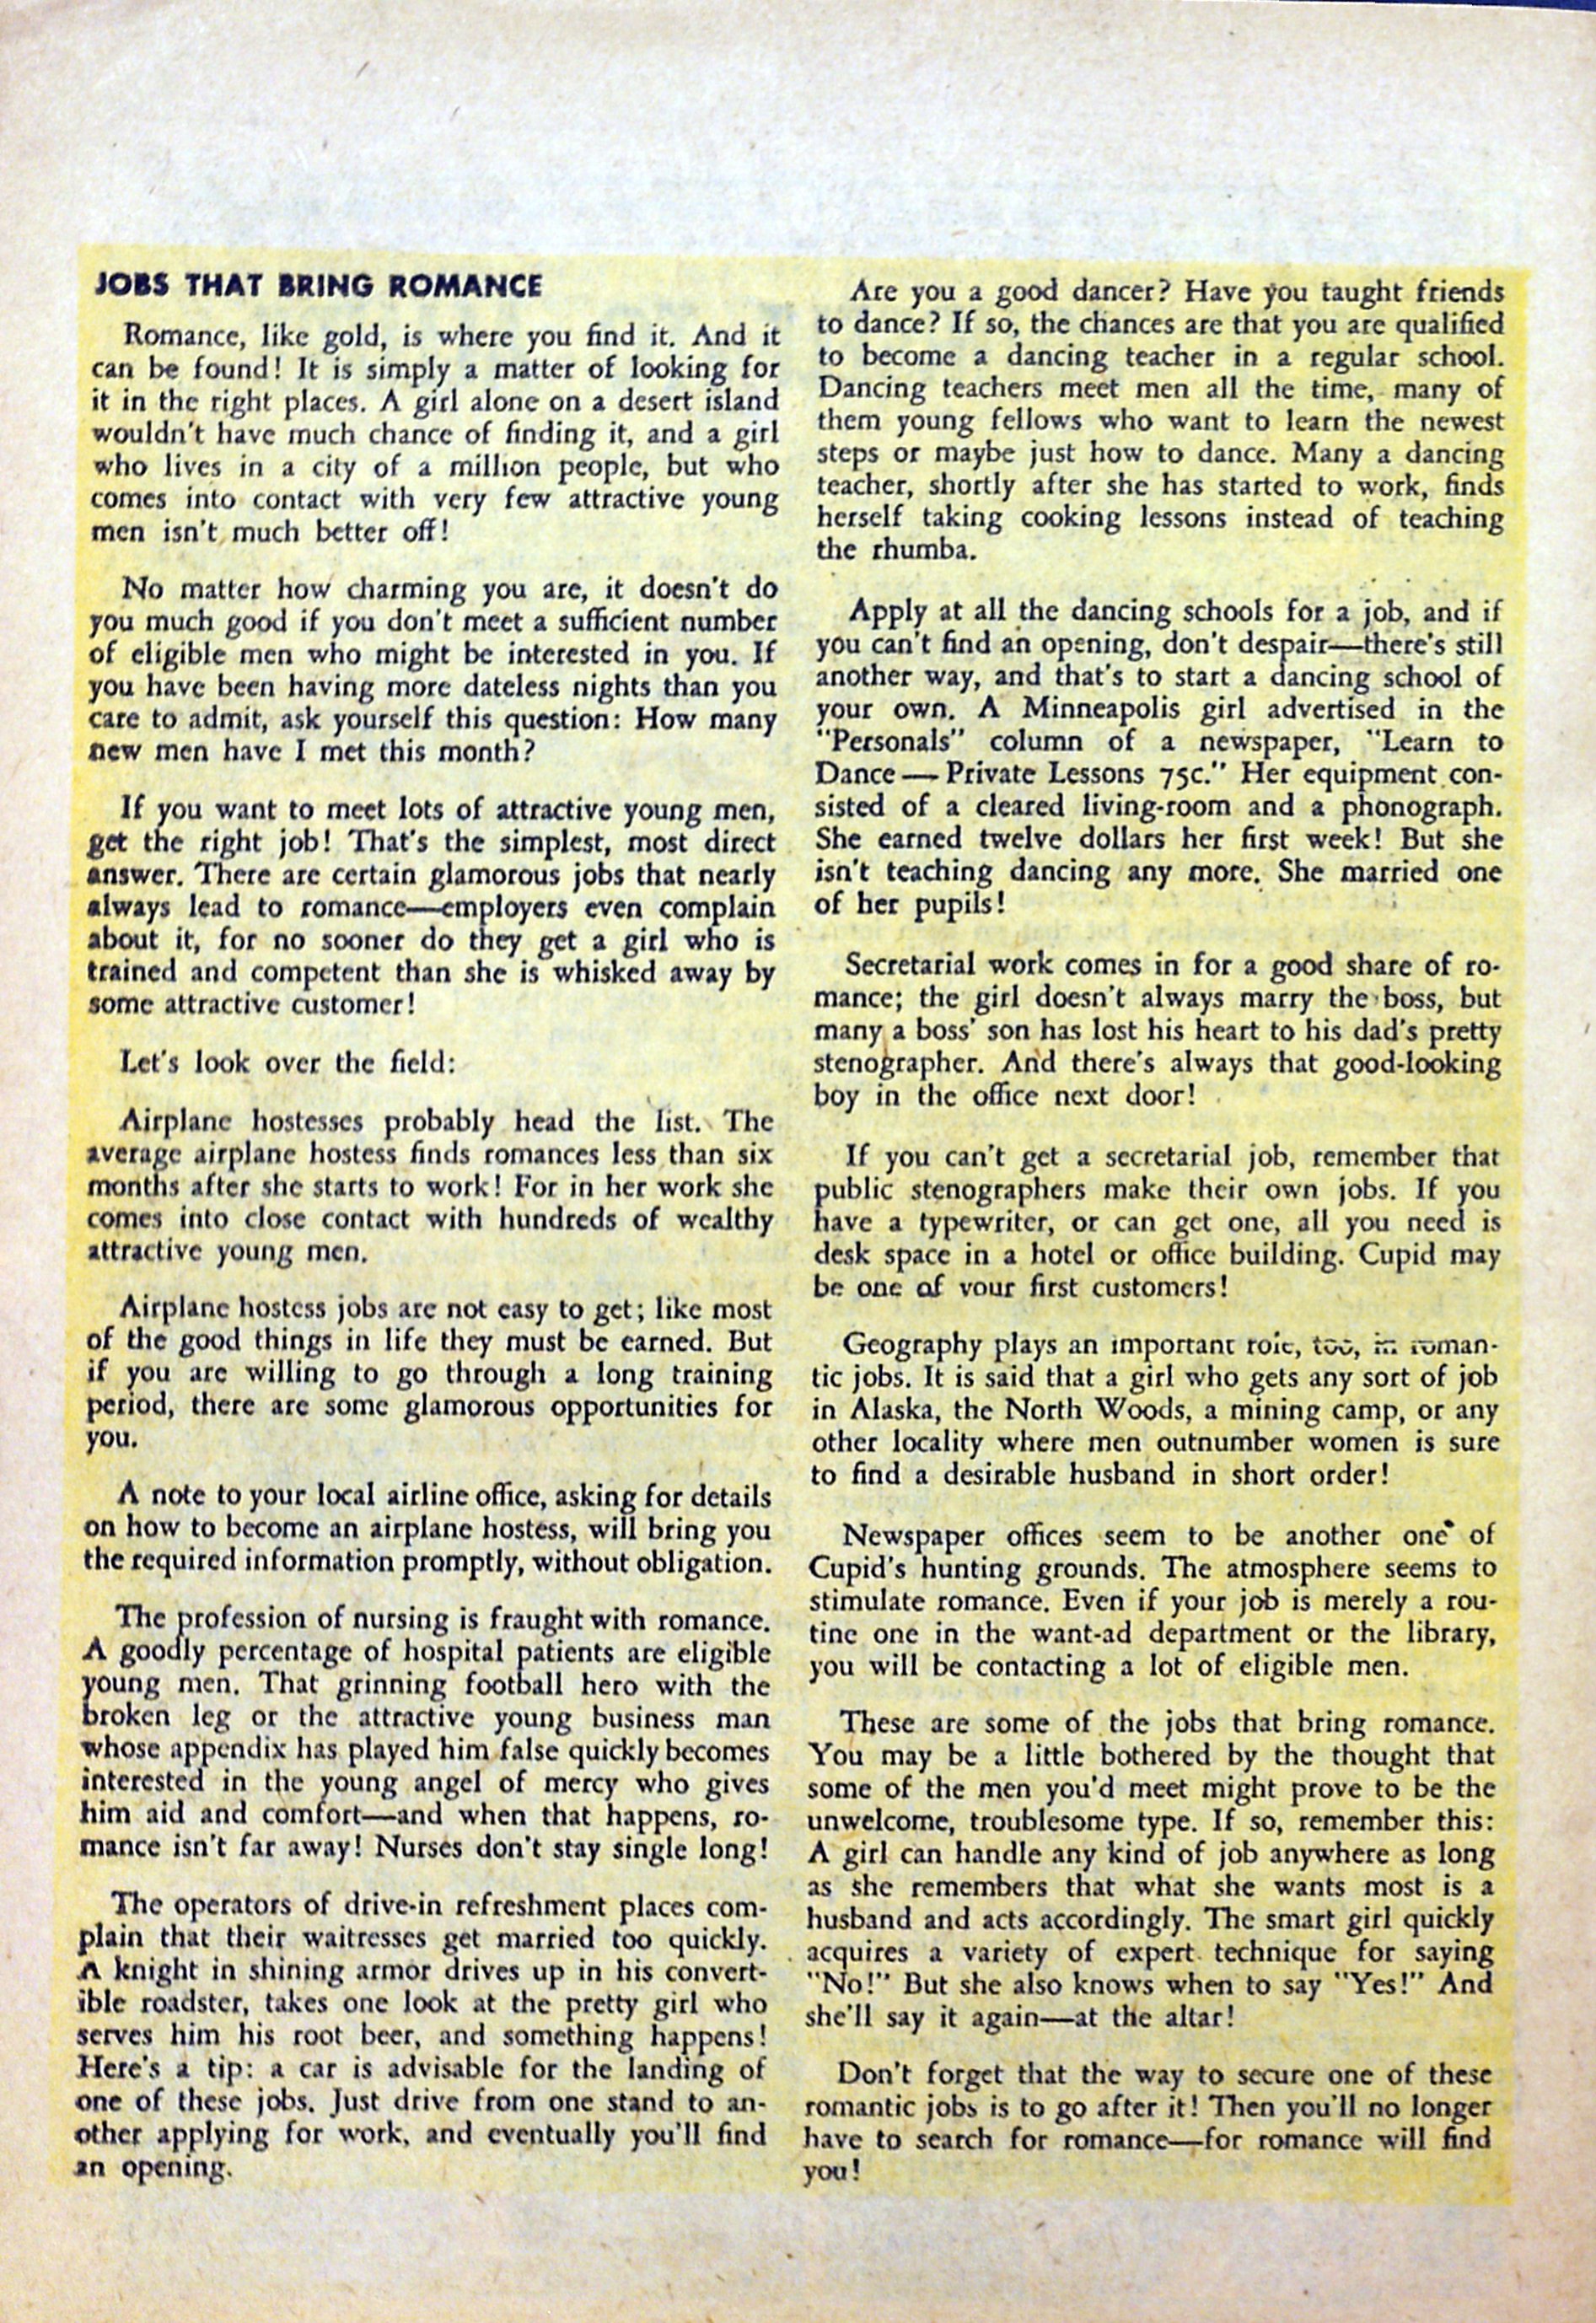 JOBS THAT BRING ROMANCE
Romance, like gold, is where you find it. And it
can be found! It is simply a matter of looking for
it in the right places. A girl alone on a desert island
wouldn't have much chance of finding it, and a girl
who lives in a city of a million people, but who
comes into contact with very few attractive young
men isn't much better off!
No matter how charming you are, it doesn't do
you much good if you don't meet a sufficient number
of eligible men who might be interested in you. If
you have been having more dateless nights than you
care to admit, ask yourself this question: How many
new men have I met this month?
If you want to meet lots of attractive young men,
get the right job! That's the simplest, most direct
answer. There are certain glamorous jobs that nearly
always lead to romance—employers even complain
about it, for no sooner do they get a girl who is
trained and competent than she is whisked away by
some attractive customer!
Let's look over the field:
Airplane hostesses probably head the list. The
average airplane hostess finds romances less than six
months after she starts to work! For in her work she
comes into close contact with hundreds of wealthy
attractive young men.
Airplane hostess jobs are not easy to get; like most
of the good things in life they must be earned. But
if you are willing to go through a long training
period, there are some glamorous opportunities for
you.
A note to your local airline office, asking for details
on how to become an airplane hostess, will bring you
the required information promptly, without obligation.
The profession of nursing is fraught with romance.
A goodly percentage of hospital patients are eligible
young men. That grinning football hero with the
broken leg or the attractive young business man
whose appendix has played him false quickly becomes
interested in the young angel of mercy who gives
him aid and comfort—and when that happens, ro-
mance isn't far away! Nurses don't stay single long!
The operators of drive-in refreshment places com-
plain that their waitresses get married too quickly.
A knight in shining armor drives up in his convert-
ible roadster, takes one look at the pretty girl who
serves him his root beer, and something happens!
Here's a tip: a car is advisable for the landing of
one of these jobs. Just drive from one stand to an-
other applying for work, and eventually you'll find
an opening.
Are you a good dancer? Have you taught friends
to dance? If so, the chances are that you are qualified
to become a dancing teacher in a regular school.
Dancing teachers meet men all the time, many of
them young fellows who want to learn the newest
steps or maybe just how to dance. Many a dancing
teacher, shortly after she has started to work, finds
herself taking cooking lessons instead of teaching
the rhumba.
Apply at all the dancing schools for a job, and if
you can't find an opening, don't despair—there's still
another way, and that's to start a dancing school of
your own. A Minneapolis girl advertised in the
"Personals" column of a newspaper, "Learn to
Dance — Private Lessons 75c." Her equipment con-
sisted of a cleared living-room and a phonograph.
She earned twelve dollars her first week! But she
isn't teaching dancing any more. She married one
of her pupils!
Secretarial work comes in for a good share of ro-
mance; the girl doesn't always marry the boss, but
many a boss' son has lost his heart to his dad's pretty
stenographer. And there's always that good-looking
boy in the office next door!
If you can't get a secretarial job, remember that
public stenographers make their own jobs. If you
have a typewriter, or can get one, all you need is
desk space in a hotel or office building. Cupid may
be one of your first customers!
Geography plays an important role, too, in roman-
tic jobs. It is said that a girl who gets any sort of job
in Alaska, the North Woods, a mining camp, or any
other locality where men outnumber women is sure
to find a desirable husband in short order!
Newspaper offices seem to be another one of
Cupid's hunting grounds. The atmosphere seems to
stimulate romance. Even if your job is merely a rou-
tine one in the want-ad department or the library,
you will be contacting a lot of eligible men.
These are some of the jobs that bring romance.
You may be a little bothered by the thought that
some of the men you'd meet might prove to be the
unwelcome, troublesome type. If so, remember this:
A girl can handle any kind of job anywhere as long
as she remembers that what she wants most is a
husband and acts accordingly. The smart girl quickly
acquires a variety of expert technique for saying
"No!" But she also knows when to say "Yes!" And
she'll say it again—at the altar!
Don't forget that the way to secure one of these
romantic jobs is to go after it! Then you'll no longer
have to search for romance—for romance will find
you!